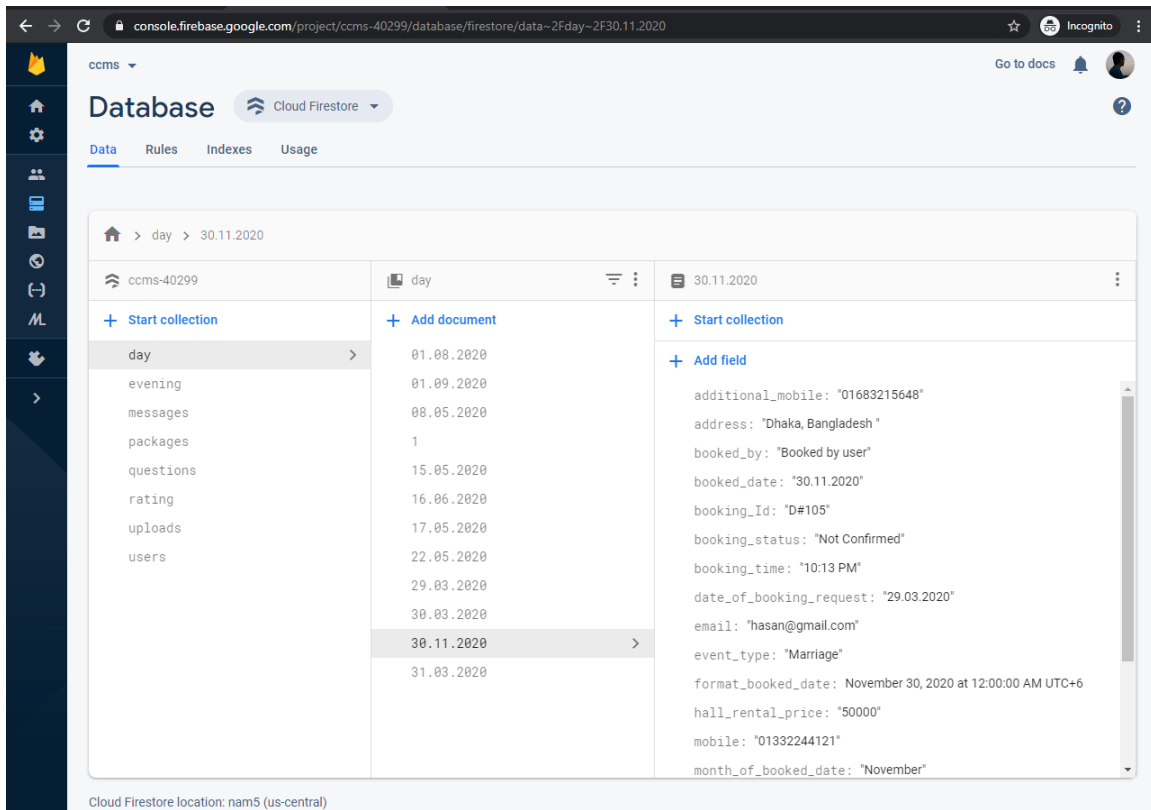 console.firebase.google.com/project/ccms-40299/database/firestore/data~2Fday~2F30.11.2020
Incognito
ccms
Go to docs
Database
Cloud Firestore
Data Rules Indexes Usage
day > 30.11.2020
ccms-40299
day
30.11.2020
+ Start collection
+ Add document
+ Start collection
day
evening
messages
packages
questions
rating
uploads
users
01.08.2020
01.09.2020
08.05.2020
1
15.05.2020
16.06.2020
17.05.2020
22.05.2020
29.03.2020
30.03.2020
30.11.2020
31.03.2020
+ Add field
additional_mobile: "01683215648"
address: "Dhaka, Bangladesh "
booked_by: "Booked by user"
booked_date: "30.11.2020"
booking_Id: "D#105"
booking_status: "Not Confirmed"
booking_time: "10:13 PM"
date_of_booking_request: "29.03.2020"
email: "hasan@gmail.com"
event_type: "Marriage"
format_booked_date: November 30, 2020 at 12:00:00 AM UTC+6
hall_rental_price: "50000"
mobile: "01332244121"
month_of_booked_date: "November"
Cloud Firestore location: nam5 (us-central)